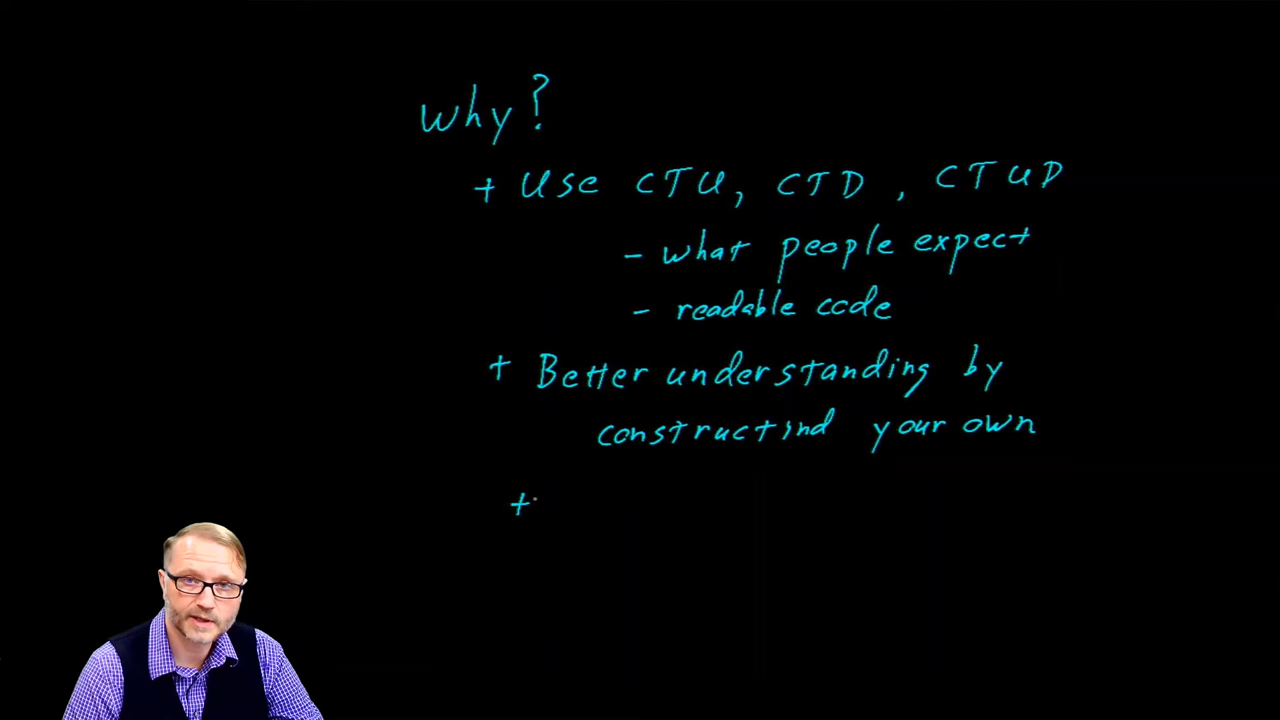 Why?
+ Use CTU, CTD, CTUD
- what people expect
- readable code
+ Better understanding by
constructind your own
+